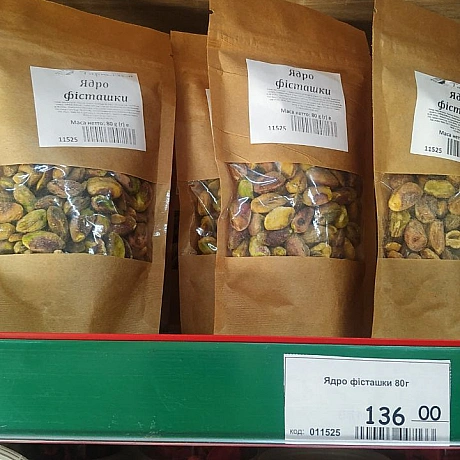 Ядро
фісташки
Маса нетто: 80 g (г) е
11525
Ядро
фісташки
Маса нетто: 80 g (г) е
11525
Ядро
фісташки
11525
Ядро фісташки 80г
136 00
код: 011525